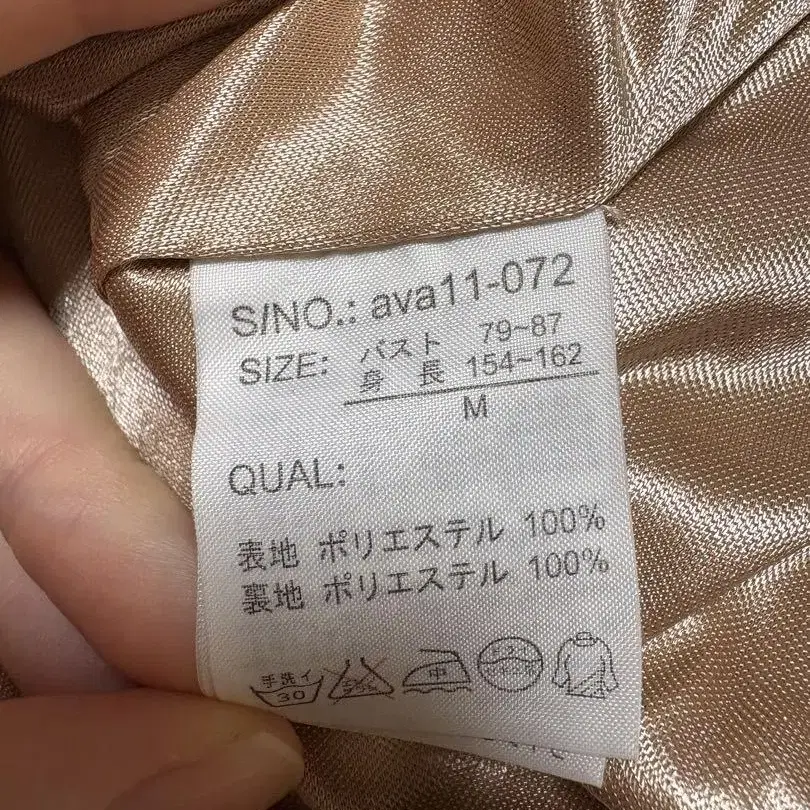 S/NO.: ava11-072
SIZE: バスト 79~87
身長 154~162
M
QUAL:
表地 ポリエステル 100%
裏地 ポリエステル 100%
手洗イ
30
中